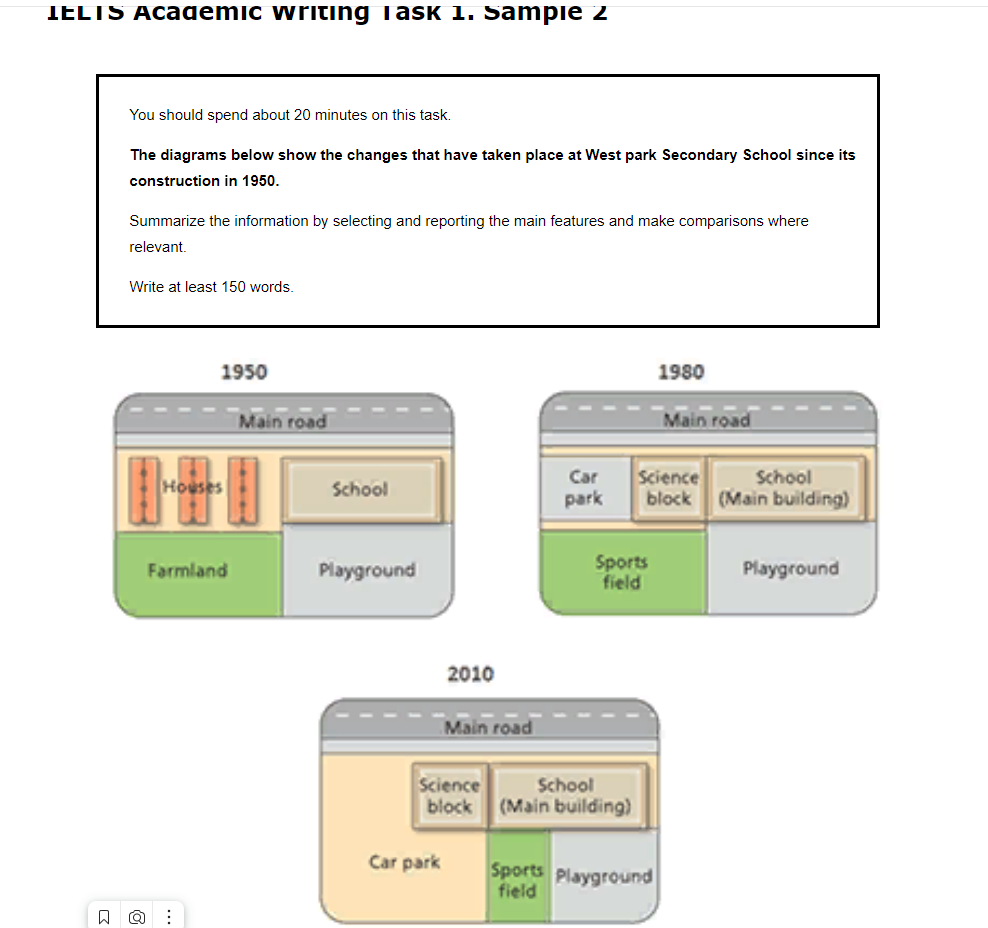 IELTS Academic Writing Task 1. Sample 2
You should spend about 20 minutes on this task.
The diagrams below show the changes that have taken place at West park Secondary School since its
construction in 1950.
Summarize the information by selecting and reporting the main features and make comparisons where
relevant.
Write at least 150 words.
1950
Main road
Houses
School
Farmland
Playground
1980
Main road
Car
park
Science
block
School
(Main building)
Sports
field
Playground
2010
Main road
Science
block
School
(Main building)
Car park
Sports
field
Playground